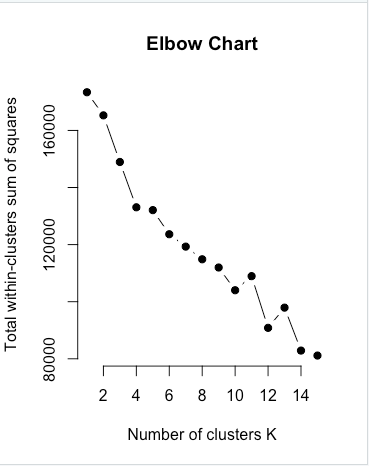 Elbow Chart
Total within-clusters sum of squares
160000
120000
80000
2 4 6 8 10 12 14
Number of clusters K